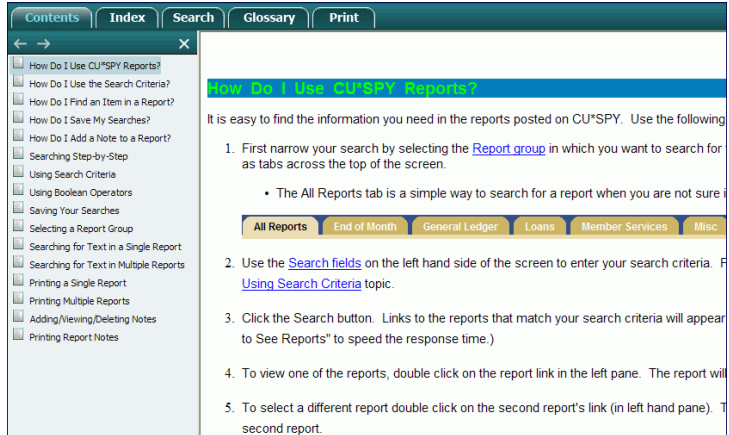 Contents Index Search Glossary Print
How Do I Use CU*SPY Reports?
How Do I Use the Search Criteria?
How Do I Find an Item in a Report?
How Do I Save My Searches?
How Do I Add a Note to a Report?
Searching Step-by-Step
Using Search Criteria
Using Boolean Operators
Saving Your Searches
Selecting a Report Group
Searching for Text in a Single Report
Searching for Text in Multiple Reports
Printing a Single Report
Printing Multiple Reports
Adding/Viewing/Deleting Notes
Printing Report Notes
How Do I Use CU*SPY Reports?
It is easy to find the information you need in the reports posted on CU*SPY. Use the following
1. First narrow your search by selecting the Report group in which you want to search for
as tabs across the top of the screen.
• The All Reports tab is a simple way to search for a report when you are not sure
All Reports End of Month General Ledger Loans Member Services Misc
2. Use the Search fields on the left hand side of the screen to enter your search criteria. F
Using Search Criteria topic.
3. Click the Search button. Links to the reports that match your search criteria will appear
to See Reports" to speed the response time.)
4. To view one of the reports, double click on the report link in the left pane. The report will
5. To select a different report double click on the second report's link (in left hand pane). T
second report.